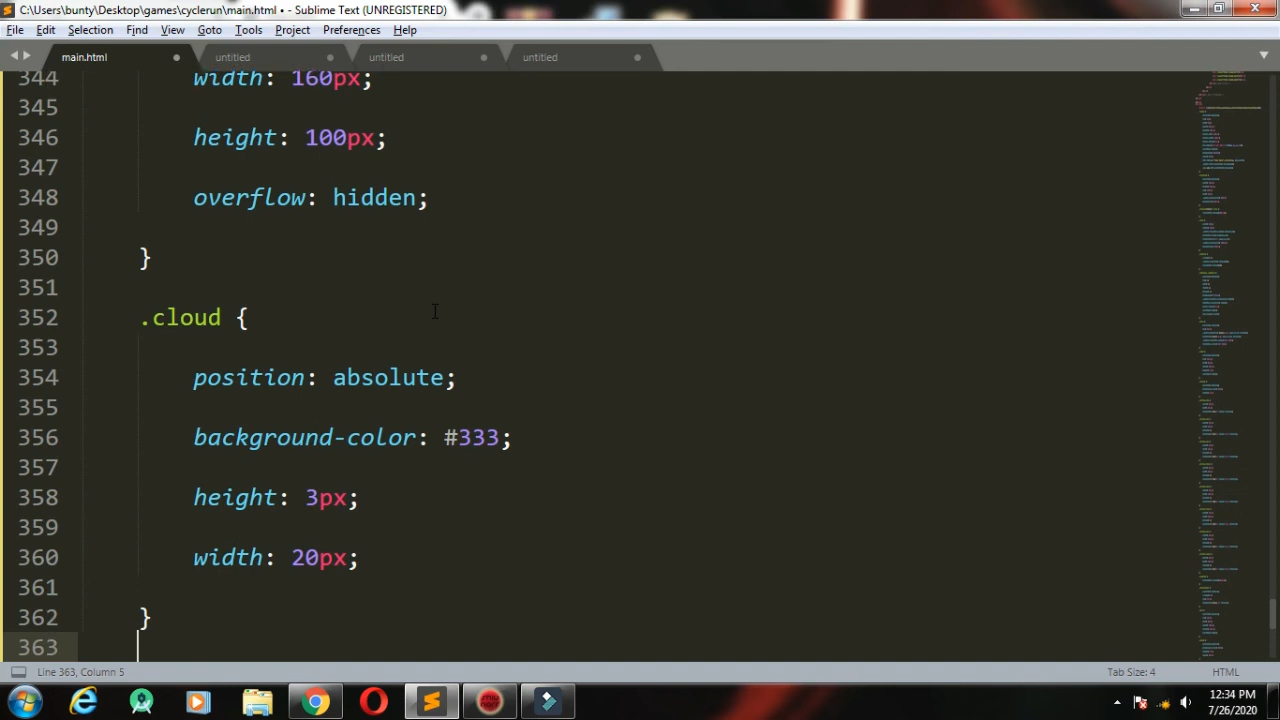 C:\Users\bunty\Desktop\games\cyclerun\main.html • - Sublime Text (UNREGISTERED)
File Edit Selection Find View Goto Tools Project Preferences Help
main.html untitled untitled untitled
344 width: 160px;
345
346 height: 100px;
347
348 overflow: hidden;
349
350 }
351
352 .cloud {
353
354 position: absolute;
355
356 background-color: #333;
357
358 height: 3px;
359
360 width: 20px;
361
362 }
363
Line 363, Column 5 Tab Size: 4 HTML
12:34 PM
7/26/2020